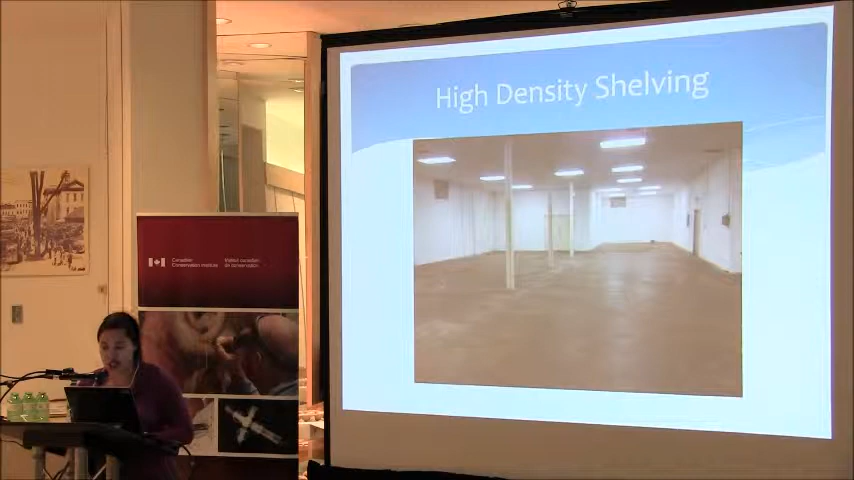 High Density Shelving
Canadian
Conservation Institute
Institut canadien
de conservation